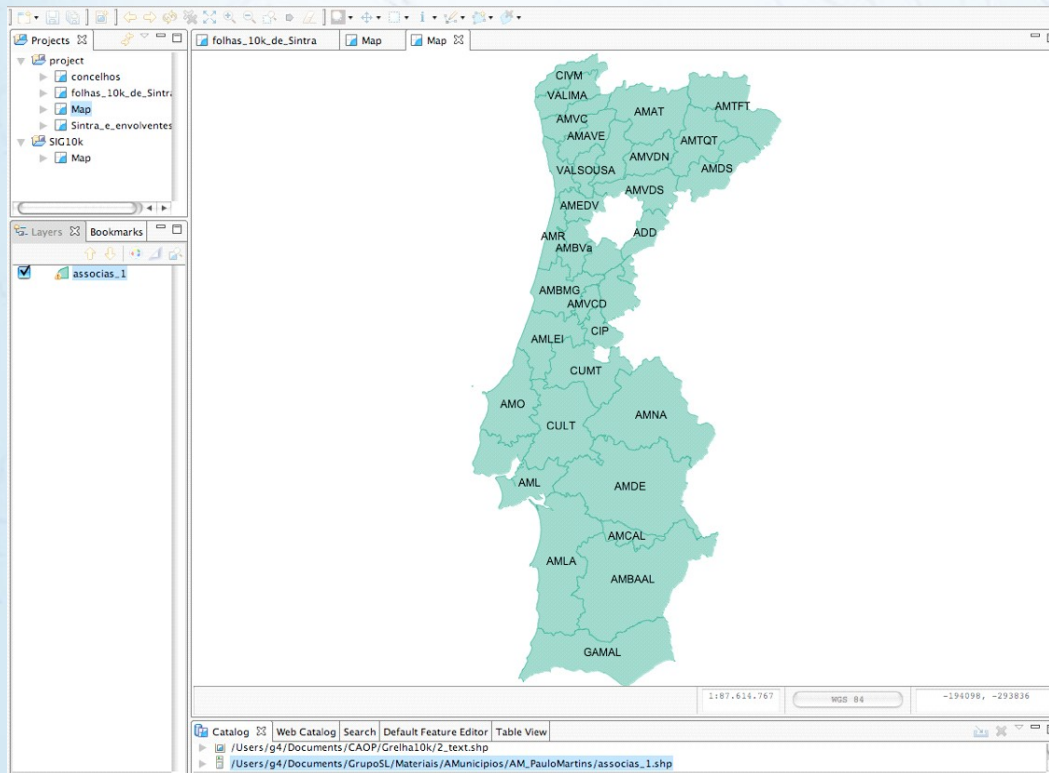 Projects
project
concelhos
folhas_10k_de_Sintra
Map
Sintra_e_envolventes
SIG10k
Map
Layers
Bookmarks
associas_1
folhas_10k_de_Sintra
Map
Map
CIVM
VALIMA
AMVC
AMAVE
AMAT
AMTFT
AMTQT
AMVDN
AMDS
VALSOUSA
AMVDS
AMEDV
ADD
AMR
AMBVa
AMBMG
AMVCD
CIP
AMLEI
CUMT
AMO
AMNA
CULT
AML
AMDE
AMCAL
AMLA
AMBAAL
GAMAL
1:87.614.767
WGS 84
-194098, -293836
Catalog
Web Catalog
Search
Default Feature Editor
Table View
/Users/g4/Documents/CAOP/Grelha10k/2_text.shp
/Users/g4/Documents/GrupoSL/Materiais/AMunicipios/AM_PauloMartins/associas_1.shp